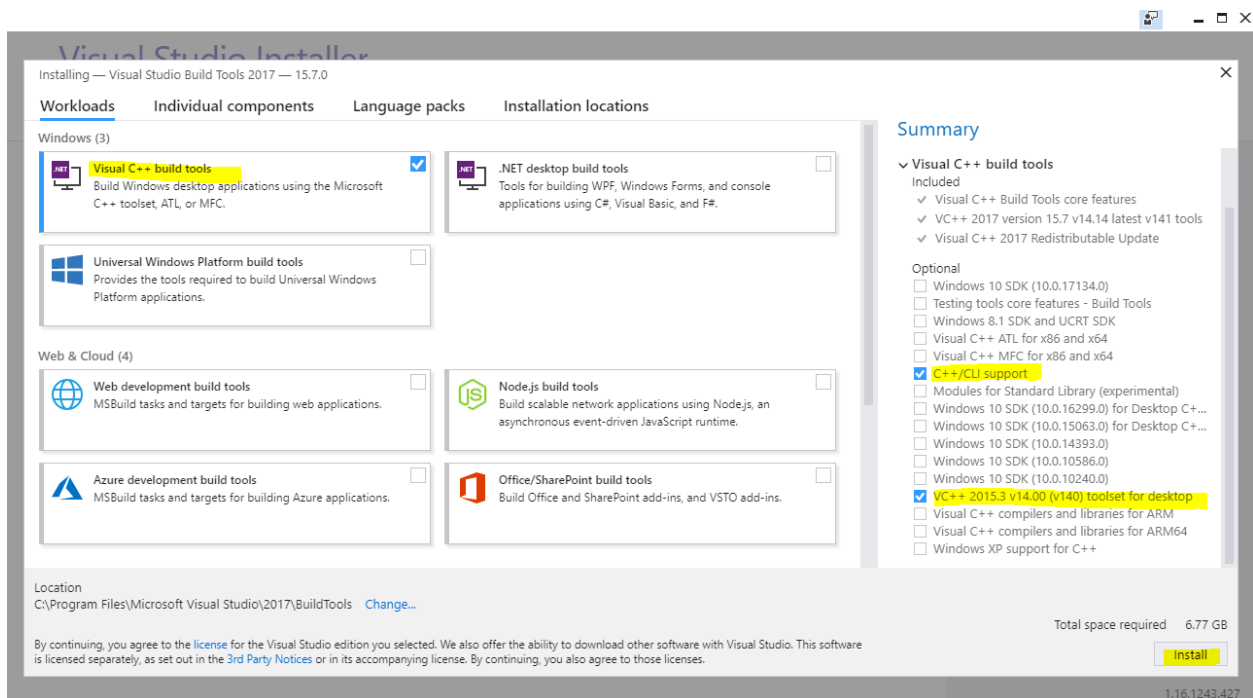 Visual Studio Installer
Installing — Visual Studio Build Tools 2017 — 15.7.0
Workloads Individual components Language packs Installation locations
Windows (3)
.NET
Visual C++ build tools
Build Windows desktop applications using the Microsoft
C++ toolset, ATL, or MFC.
.NET
.NET desktop build tools
Tools for building WPF, Windows Forms, and console
applications using C#, Visual Basic, and F#.
Universal Windows Platform build tools
Provides the tools required to build Universal Windows
Platform applications.
Web & Cloud (4)
Web development build tools
MSBuild tasks and targets for building web applications.
JS
Node.js build tools
Build scalable network applications using Node.js, an
asynchronous event-driven JavaScript runtime.
Azure development build tools
MSBuild tasks and targets for building Azure applications.
Office/SharePoint build tools
Build Office and SharePoint add-ins, and VSTO add-ins.
Summary
Visual C++ build tools
Included
Visual C++ Build Tools core features
VC++ 2017 version 15.7 v14.14 latest v141 tools
Visual C++ 2017 Redistributable Update
Optional
Windows 10 SDK (10.0.17134.0)
Testing tools core features - Build Tools
Windows 8.1 SDK and UCRT SDK
Visual C++ ATL for x86 and x64
Visual C++ MFC for x86 and x64
C++/CLI support
Modules for Standard Library (experimental)
Windows 10 SDK (10.0.16299.0) for Desktop C+...
Windows 10 SDK (10.0.15063.0) for Desktop C+...
Windows 10 SDK (10.0.14393.0)
Windows 10 SDK (10.0.10586.0)
Windows 10 SDK (10.0.10240.0)
VC++ 2015.3 v14.00 (v140) toolset for desktop
Visual C++ compilers and libraries for ARM
Visual C++ compilers and libraries for ARM64
Windows XP support for C++
Location
C:\Program Files\Microsoft Visual Studio\2017\BuildTools Change...
Total space required 6.77 GB
By continuing, you agree to the license for the Visual Studio edition you selected. We also offer the ability to download other software with Visual Studio. This software
is licensed separately, as set out in the 3rd Party Notices or in its accompanying license. By continuing, you also agree to those licenses.
Install
1.16.1243.427